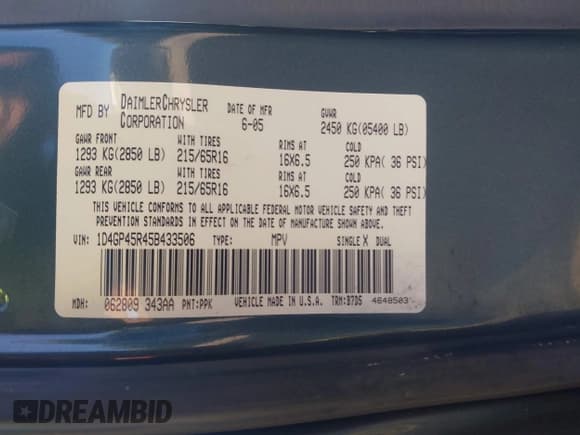 MFD BY DAIMLERCHRYSLER CORPORATION DATE OF MFR 6-05 GVWR 2450 KG(05400 LB)
GAWR FRONT WITH TIRES RIMS AT COLD
1293 KG(2850 LB) 215/65R16 16X6.5 250 KPA( 36 PSI)
GAWR REAR WITH TIRES RIMS AT COLD
1293 KG(2850 LB) 215/65R16 16X6.5 250 KPA( 36 PSI)
THIS VEHICLE CONFORMS TO ALL APPLICABLE FEDERAL MOTOR VEHICLE SAFETY AND THEFT
PREVENTION STANDARDS IN EFFECT ON THE DATE OF MANUFACTURE SHOWN ABOVE.
VIN: 1D4GP45R45B433506 TYPE: MPV SINGLE X DUAL
MDH: 062809 343AA PNT:PPK VEHICLE MADE IN U.S.A. TRM:B7D5 4648503
DREAMBID